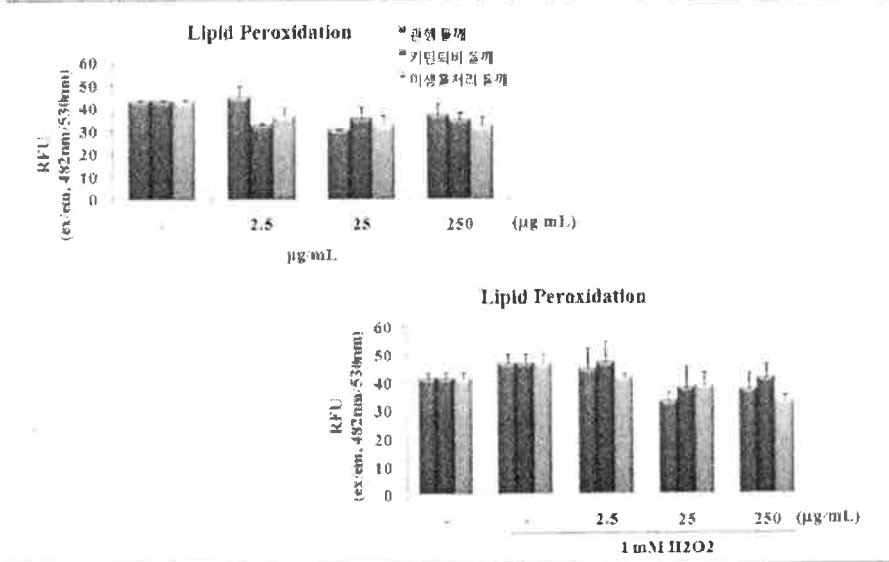 Lipid Peroxidation
관행 들깨
키틴퇴비 들깨
미생물처리 들깨
RFU
(ex/em, 482nm/530nm)
60
50
40
30
20
10
0
- 2.5 25 250 (µg mL)
µg/mL
Lipid Peroxidation
RFU
(ex/em, 482nm/530nm)
60
50
40
30
20
10
0
- - 2.5 25 250 (µg/mL)
1 mM H2O2